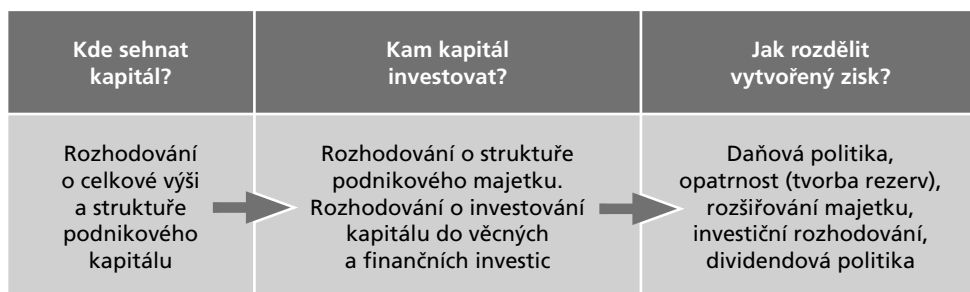 Kde sehnat
kapitál?
Kam kapitál
investovat?
Jak rozdělit
vytvořený zisk?
Rozhodování
o celkové výši
a struktuře
podnikového
kapitálu
Rozhodování o struktuře
podnikového majetku.
Rozhodování o investování
kapitálu do věcných
a finančních investic
Daňová politika,
opatrnost (tvorba rezerv),
rozšiřování majetku,
investiční rozhodování,
dividendová politika